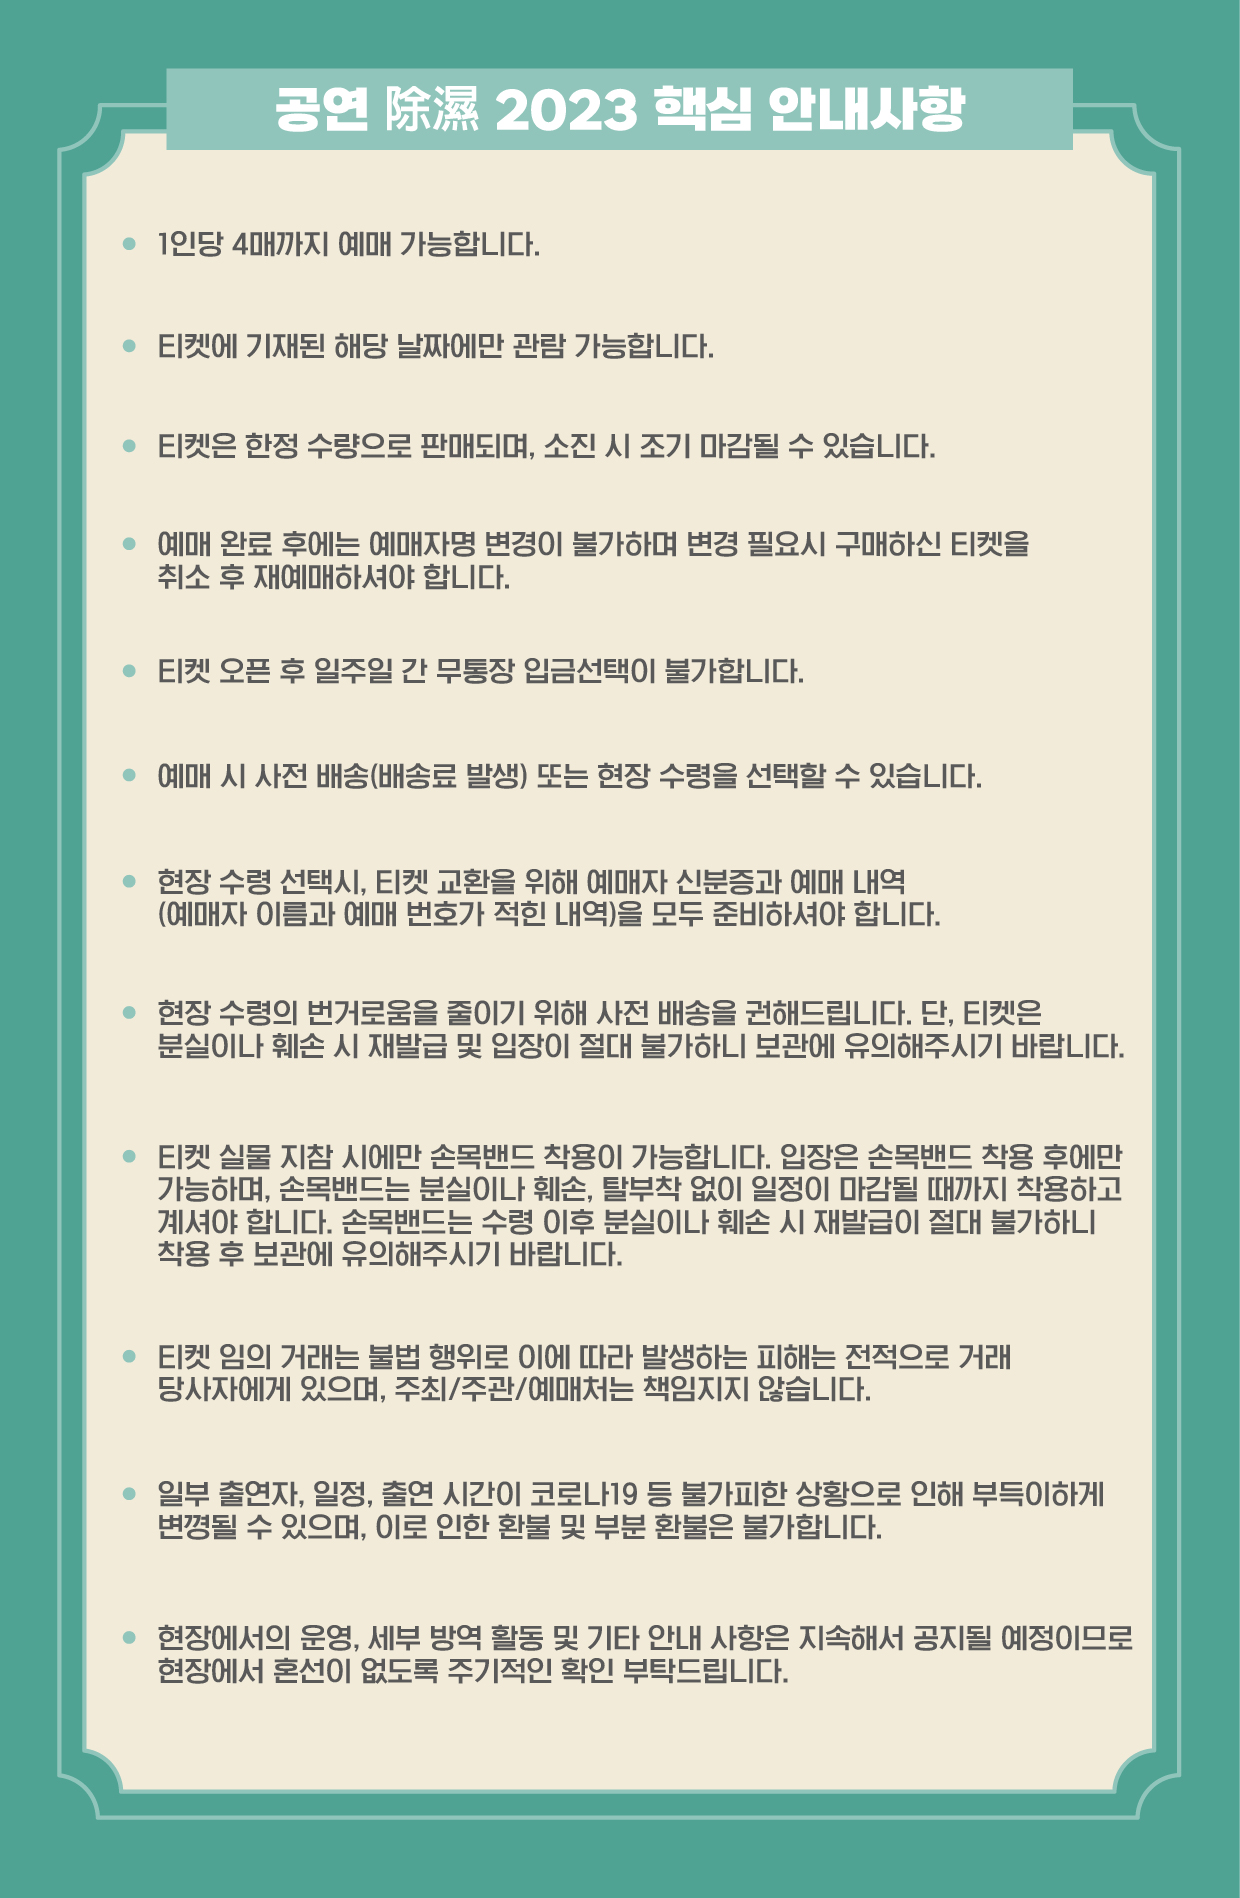 공연 除濕 2023 핵심 안내사항
1인당 4매까지 예매 가능합니다.
티켓에 기재된 해당 날짜에만 관람 가능합니다.
티켓은 한정 수량으로 판매되며, 소진 시 조기 마감될 수 있습니다.
예매 완료 후에는 예매자명 변경이 불가하며 변경 필요시 구매하신 티켓을
취소 후 재예매하셔야 합니다.
티켓 오픈 후 일주일 간 무통장 입금선택이 불가합니다.
예매 시 사전 배송(배송료 발생) 또는 현장 수령을 선택할 수 있습니다.
현장 수령 선택시, 티켓 교환을 위해 예매자 신분증과 예매 내역
(예매자 이름과 예매 번호가 적힌 내역)을 모두 준비하셔야 합니다.
현장 수령의 번거로움을 줄이기 위해 사전 배송을 권해드립니다. 단, 티켓은
분실이나 훼손 시 재발급 및 입장이 절대 불가하니 보관에 유의해주시기 바랍니다.
티켓 실물 지참 시에만 손목밴드 착용이 가능합니다. 입장은 손목밴드 착용 후에만
가능하며, 손목밴드는 분실이나 훼손, 탈부착 없이 일정이 마감될 때까지 착용하고
계셔야 합니다. 손목밴드는 수령 이후 분실이나 훼손 시 재발급이 절대 불가하니
착용 후 보관에 유의해주시기 바랍니다.
티켓 임의 거래는 불법 행위로 이에 따라 발생하는 피해는 전적으로 거래
당사자에게 있으며, 주최/주관/예매처는 책임지지 않습니다.
일부 출연자, 일정, 출연 시간이 코로나19 등 불가피한 상황으로 인해 부득이하게
변꼉될 수 있으며, 이로 인한 환불 및 부분 환불은 불가합니다.
현장에서의 운영, 세부 방역 활동 및 기타 안내 사항은 지속해서 공지될 예정이므로
현장에서 혼선이 없도록 주기적인 확인 부탁드립니다.